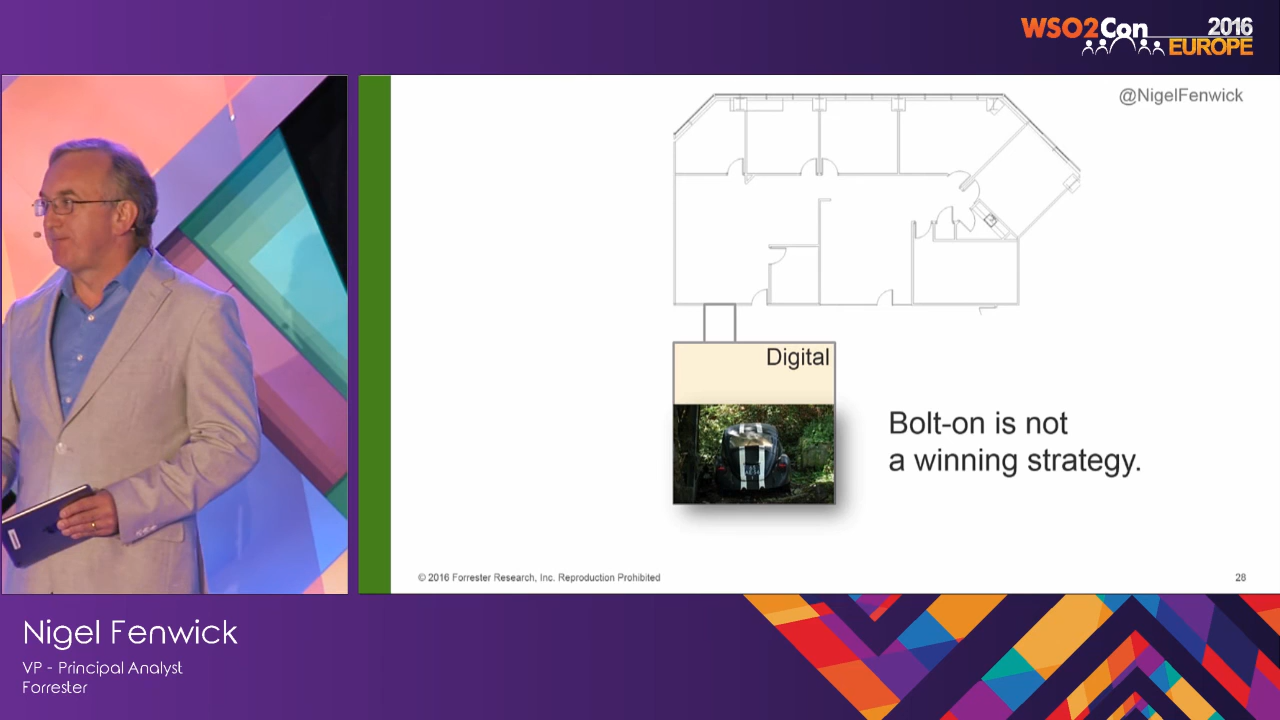 WSO2Con 2016
EUROPE
@NigelFenwick
Digital
Bolt-on is not
a winning strategy.
© 2016 Forrester Research, Inc. Reproduction Prohibited
28
Nigel Fenwick
VP - Principal Analyst
Forrester